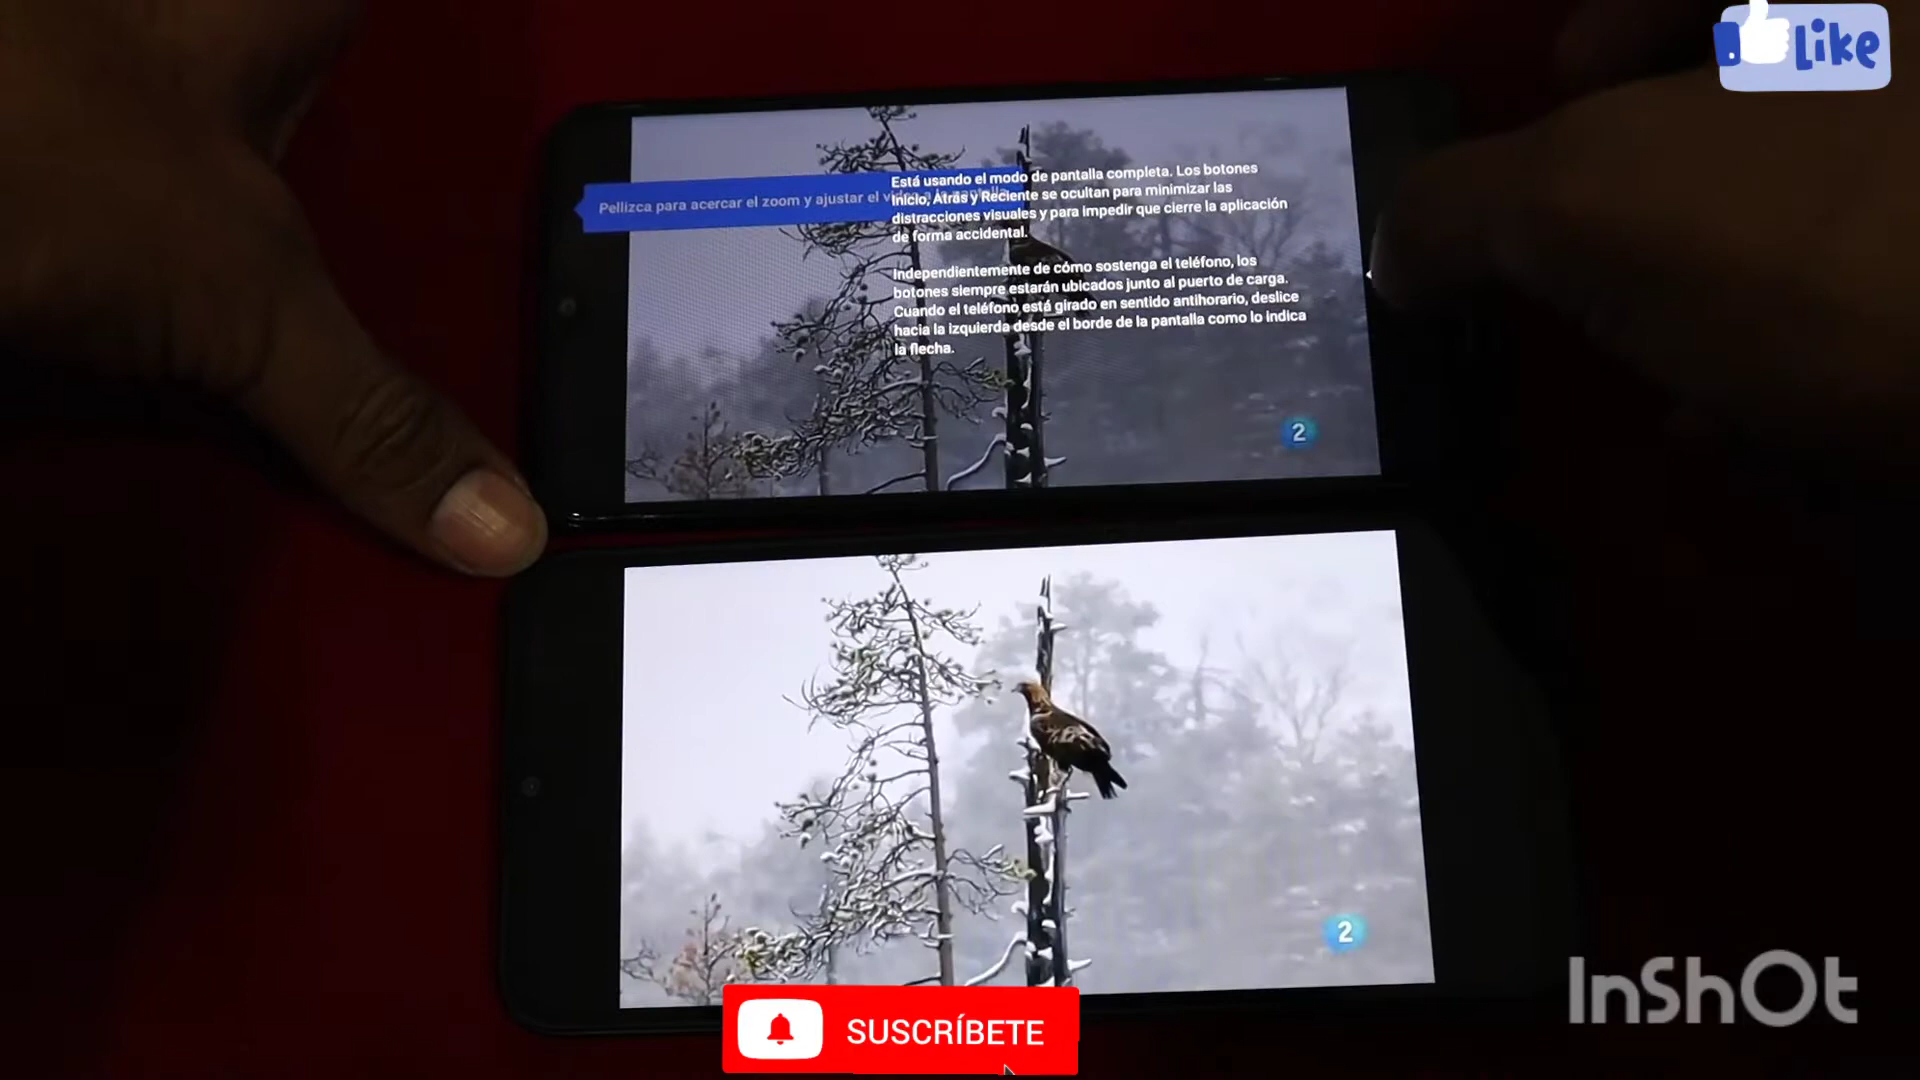 Like
Está usando el modo de pantalla completa. Los botones
Inicio, Atrás y Reciente se ocultan para minimizar las
distracciones visuales y para impedir que cierre la aplicación
de forma accidental.
Pellizca para acercar el zoom y ajustar el video a la pantalla
Independientemente de cómo sostenga el teléfono, los
botones siempre estarán ubicados junto al puerto de carga.
Cuando el teléfono está girado en sentido antihorario, deslice
hacia la izquierda desde el borde de la pantalla como lo indica
la flecha.
2
2
SUSCRÍBETE
InShOt